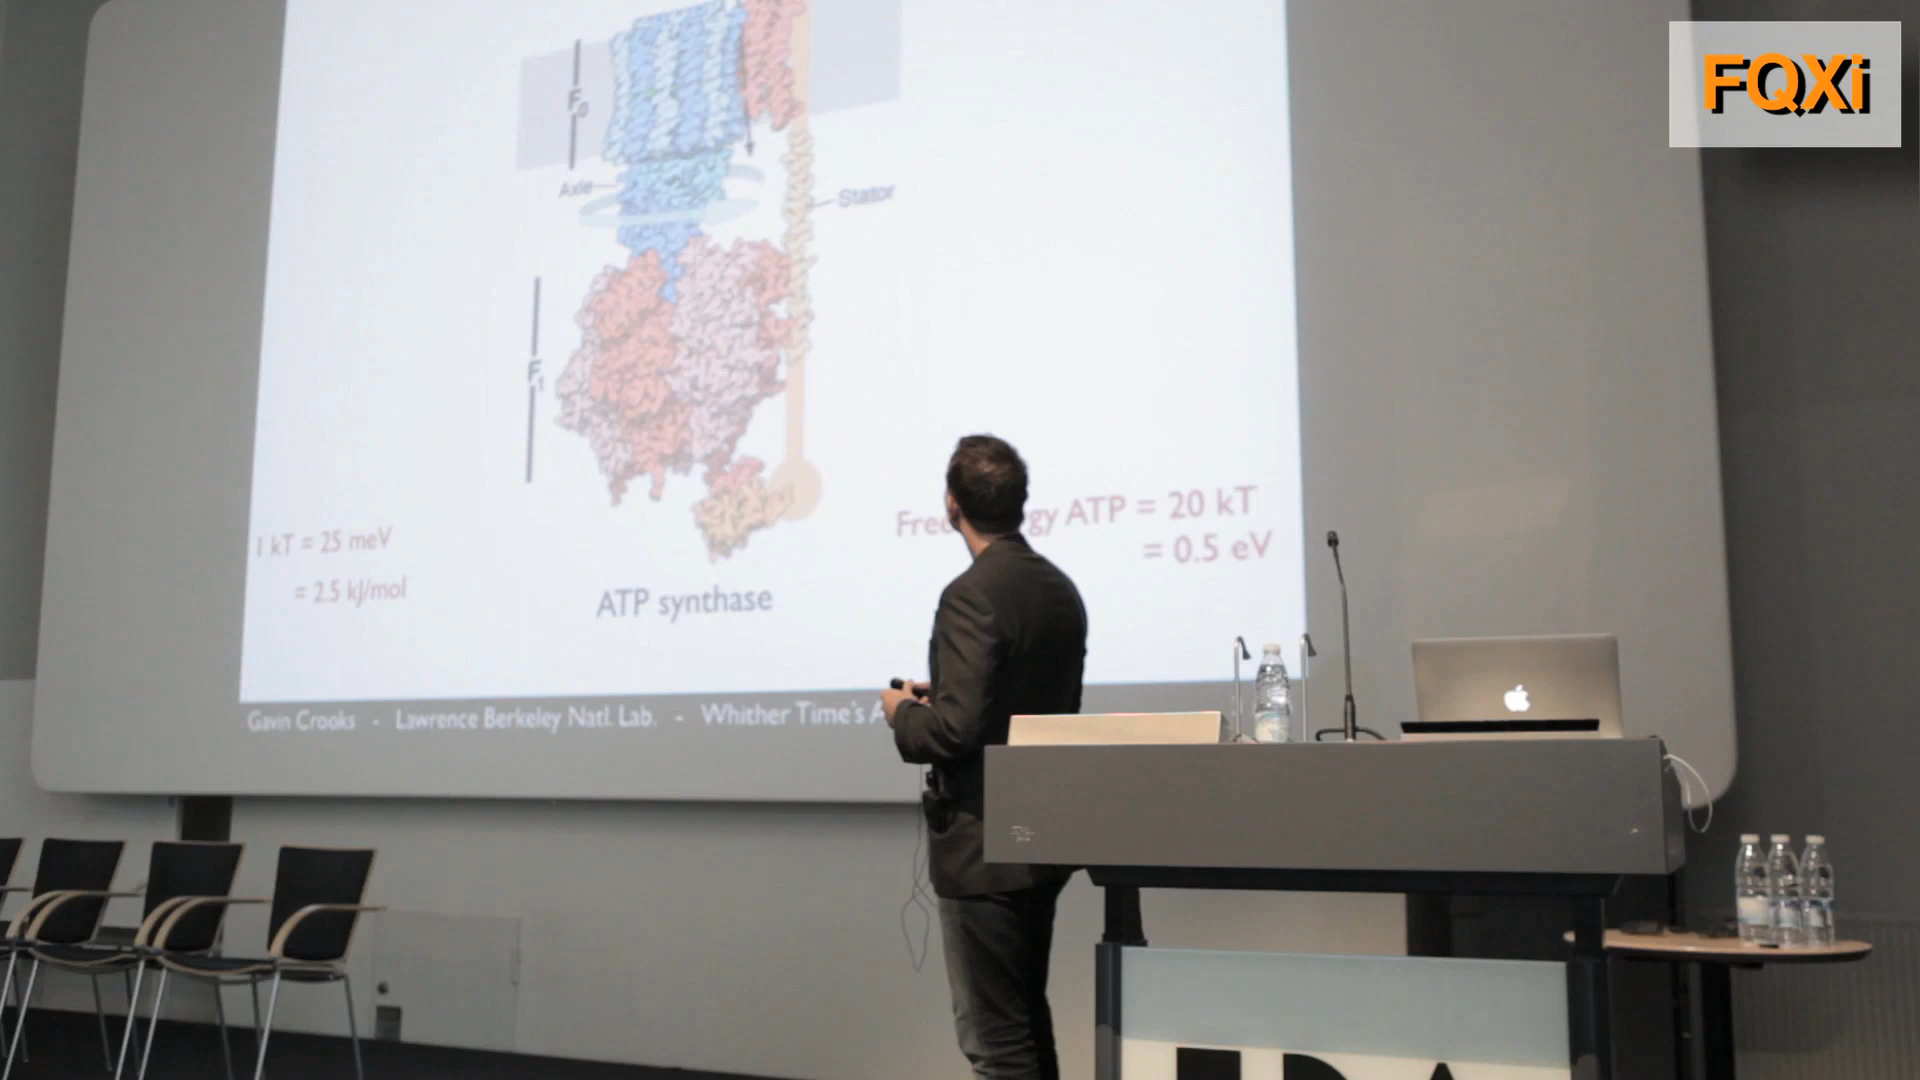 FQXi
F0
Axle
Stator
F1
1 kT = 25 meV
= 2.5 kJ/mol
ATP synthase
ATP = 20 kT
= 0.5 eV
Gavin Crooks - Lawrence Berkeley Natl. Lab. - Whither Time's